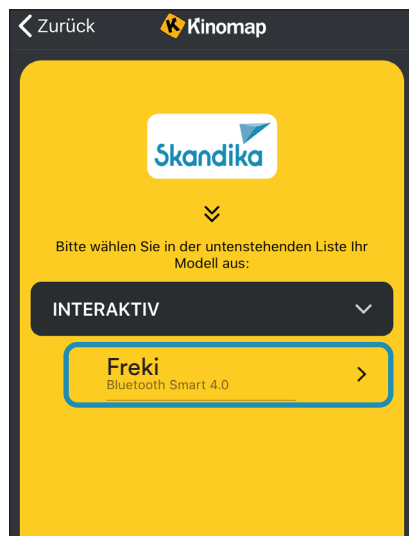 Zurück
Kinomap
Skandika
Bitte wählen Sie in der untenstehenden Liste Ihr
Modell aus:
INTERAKTIV
Freki
Bluetooth Smart 4.0